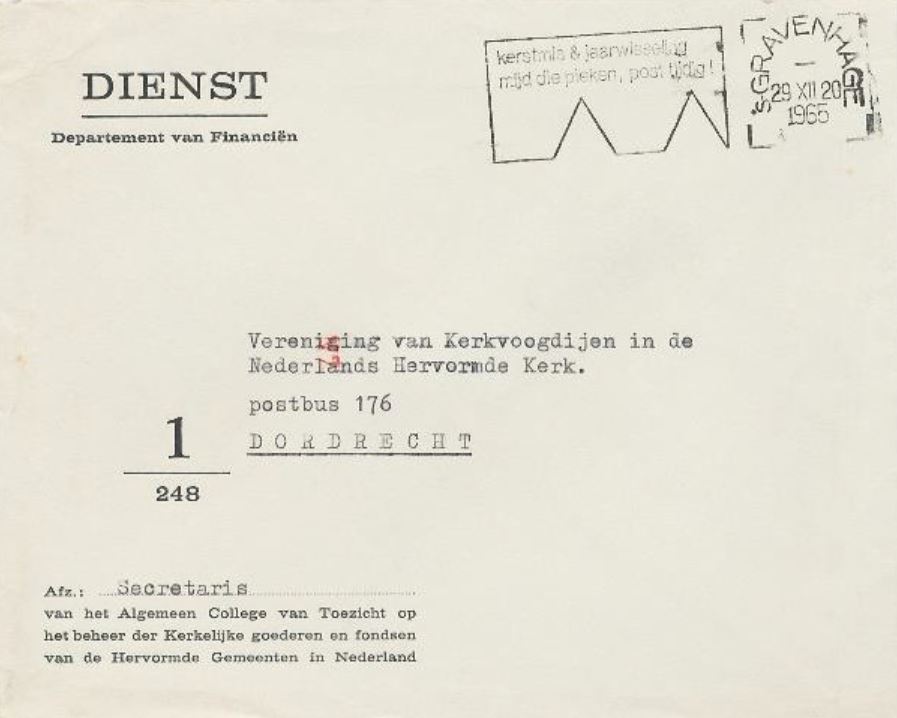 DIENST
Departement van Financiën
kerstmis & jaarwisseling
mijd die pieken, post tijdig!
's-GRAVENHAGE
29 XII 20
1965
Vereniging van Kerkvoogdijen in de
Nederlands Hervormde Kerk.
postbus 176
DORDRECHT
1
248
Afz.: Secretaris
van het Algemeen College van Toezicht op
het beheer der Kerkelijke goederen en fondsen
van de Hervormde Gemeenten in Nederland